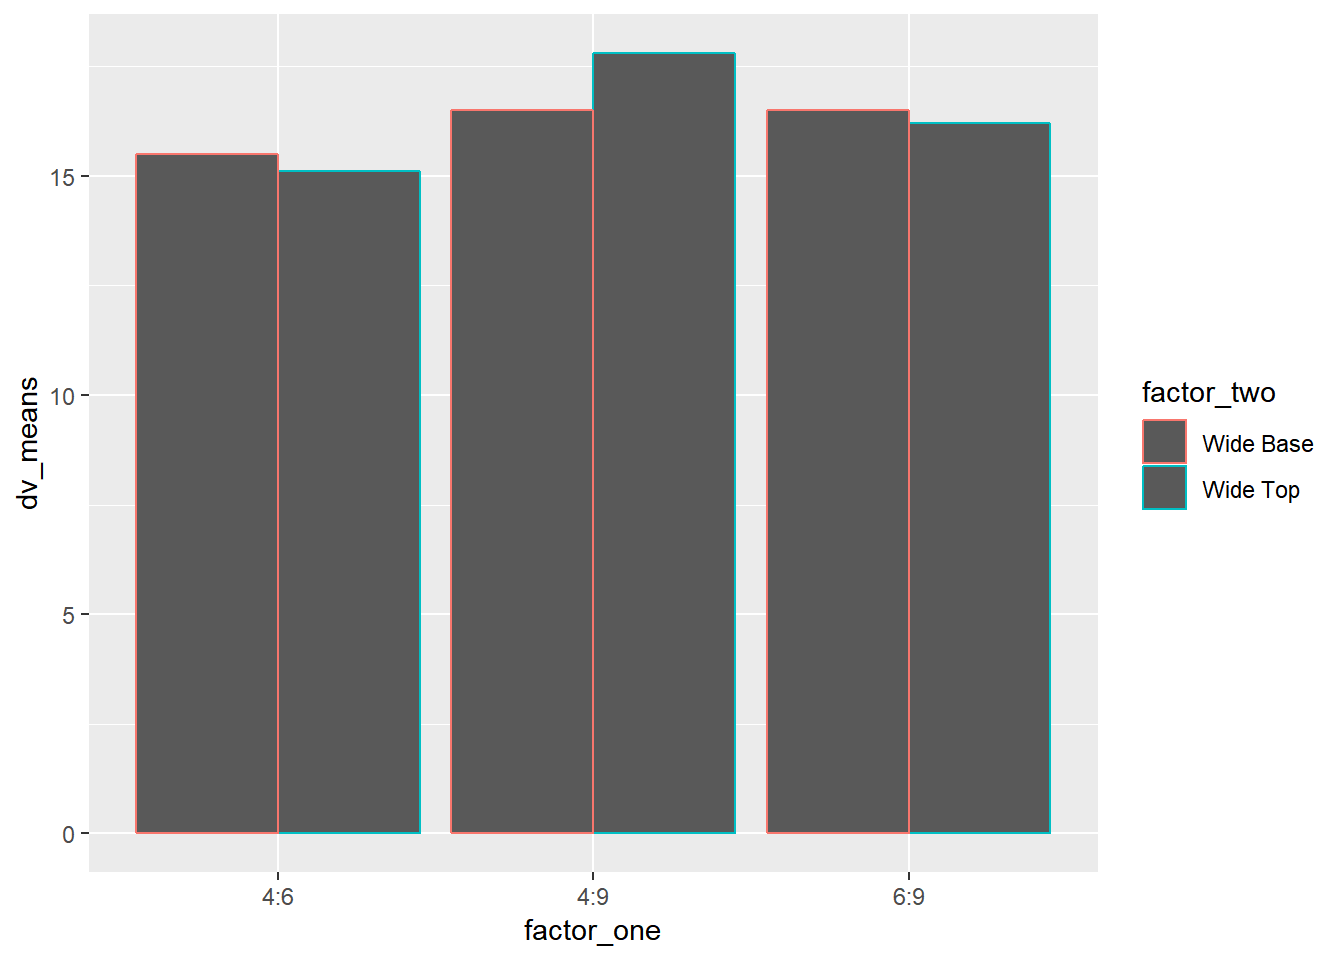 15
10
5
0
dv_means
4:6
4:9
6:9
factor_one
factor_two
Wide Base
Wide Top